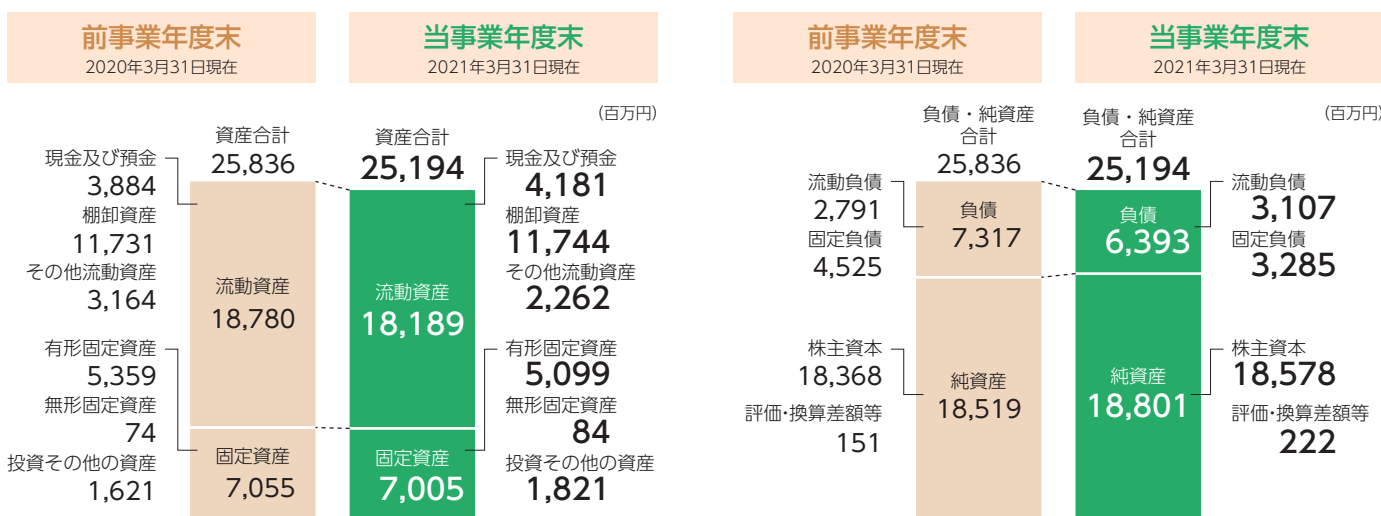 前事業年度末
2020年3月31日現在
当事業年度末
2021年3月31日現在
(百万円)
資産合計
25,836
資産合計
25,194
現金及び預金
3,884
棚卸資産
11,731
その他流動資産
3,164
流動資産
18,780
流動資産
18,189
現金及び預金
4,181
棚卸資産
11,744
その他流動資産
2,262
有形固定資産
5,359
無形固定資産
74
投資その他の資産
1,621
固定資産
7,055
固定資産
7,005
有形固定資産
5,099
無形固定資産
84
投資その他の資産
1,821
前事業年度末
2020年3月31日現在
当事業年度末
2021年3月31日現在
(百万円)
負債・純資産
合計
25,836
負債・純資産
合計
25,194
流動負債
2,791
固定負債
4,525
負債
7,317
負債
6,393
流動負債
3,107
固定負債
3,285
株主資本
18,368
評価・換算差額等
151
純資産
18,519
純資産
18,801
株主資本
18,578
評価・換算差額等
222